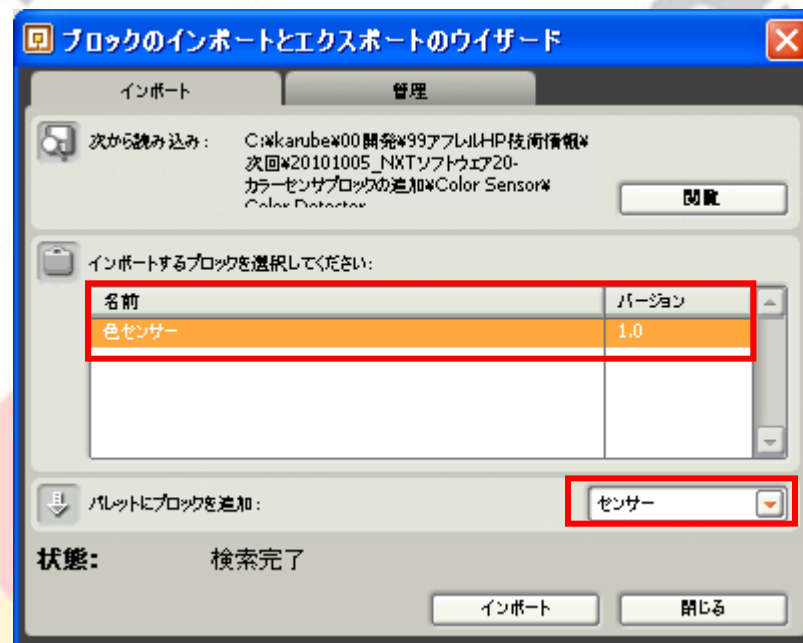 ブロックのインポートとエクスポートのウイザード
インポート
管理
次から読み込み:
C:¥karube¥00開発¥99アフレルHP技術情報¥
次回¥20101005_NXTソフトウェア20-
カラーセンサブロックの追加¥Color Sensor¥
Color Detector
閲覧
インポートするブロックを選択してください:
名前 バージョン
色センサー 1.0
パレットにブロックを追加:
センサー
状態: 検索完了
インポート
閉じる